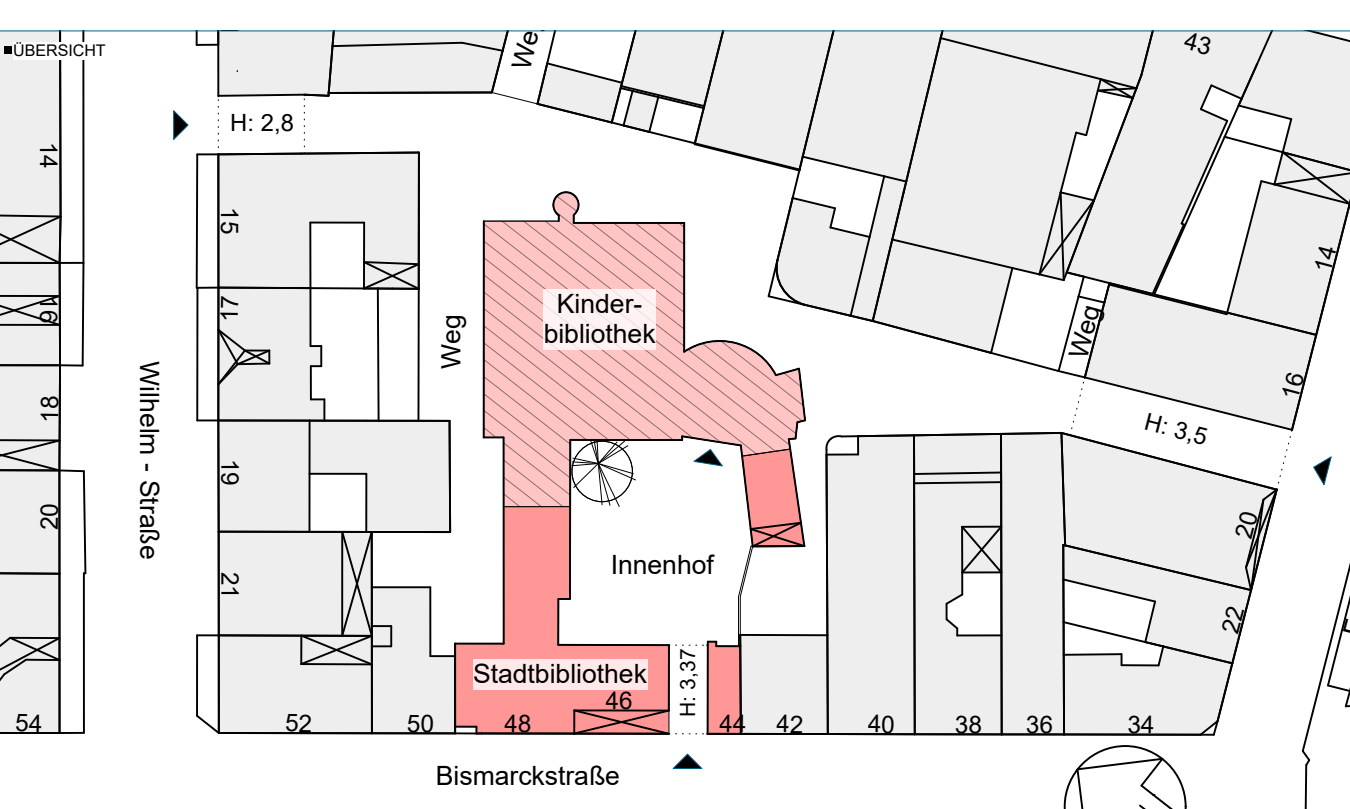 ÜBERSICHT
43
Weg
H: 2,8
14
15
14
17
16
Kinder-
bibliothek
Weg
Weg
16
Wilhelm - Straße
18
H: 3,5
19
20
20
Innenhof
21
22
Stadtbibliothek
H: 3,37
46
54
52
50
48
44
42
40
38
36
34
Bismarckstraße